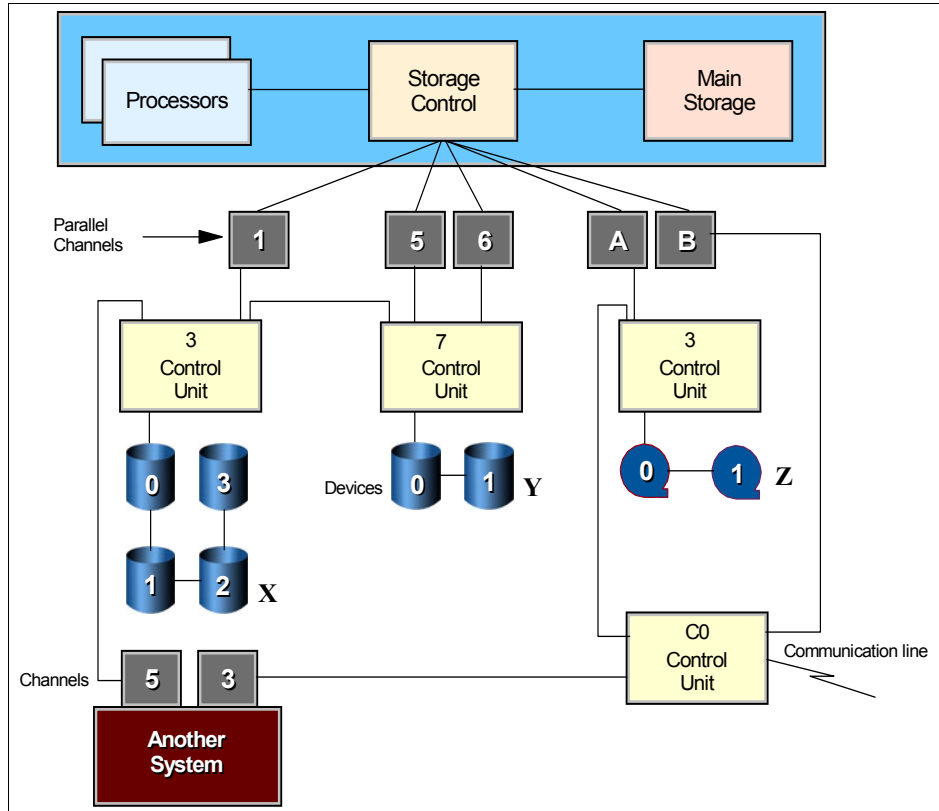 Processors
Storage
Control
Main
Storage
Parallel
Channels
1
5
6
A
B
3
Control
Unit
7
Control
Unit
3
Control
Unit
0
3
1
2
X
Devices
0
1
Y
0
1
Z
C0
Control
Unit
Communication line
Channels
5
3
Another
System